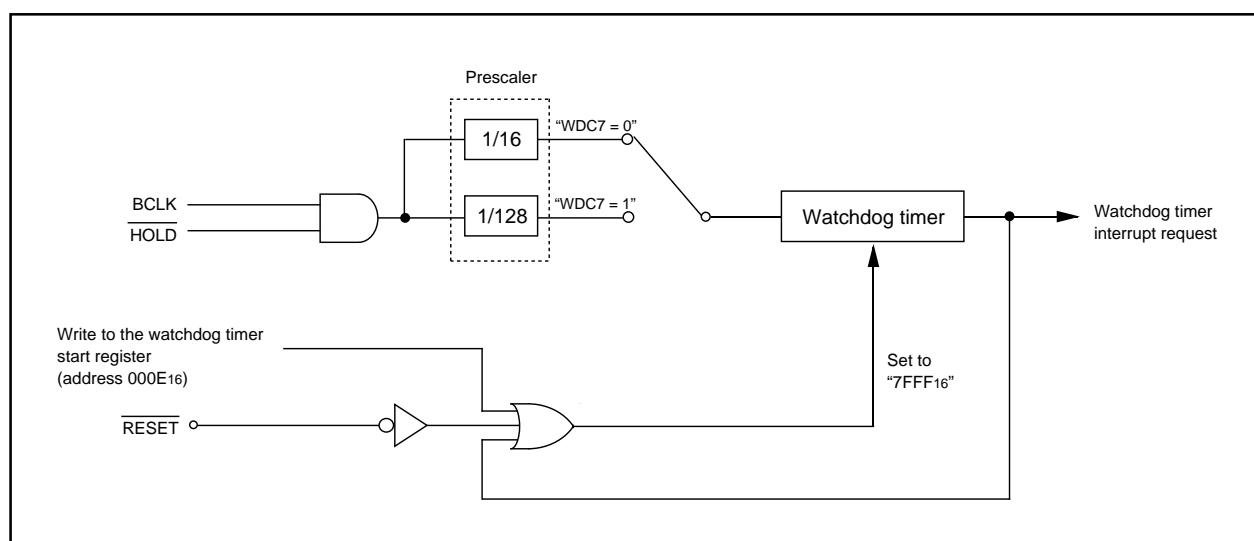 Prescaler
“WDC7 = 0”
1/16
BCLK
HOLD
“WDC7 = 1”
1/128
Watchdog timer
Watchdog timer
interrupt request
Write to the watchdog timer
start register
(address 000E16)
Set to
“7FFF16”
RESET